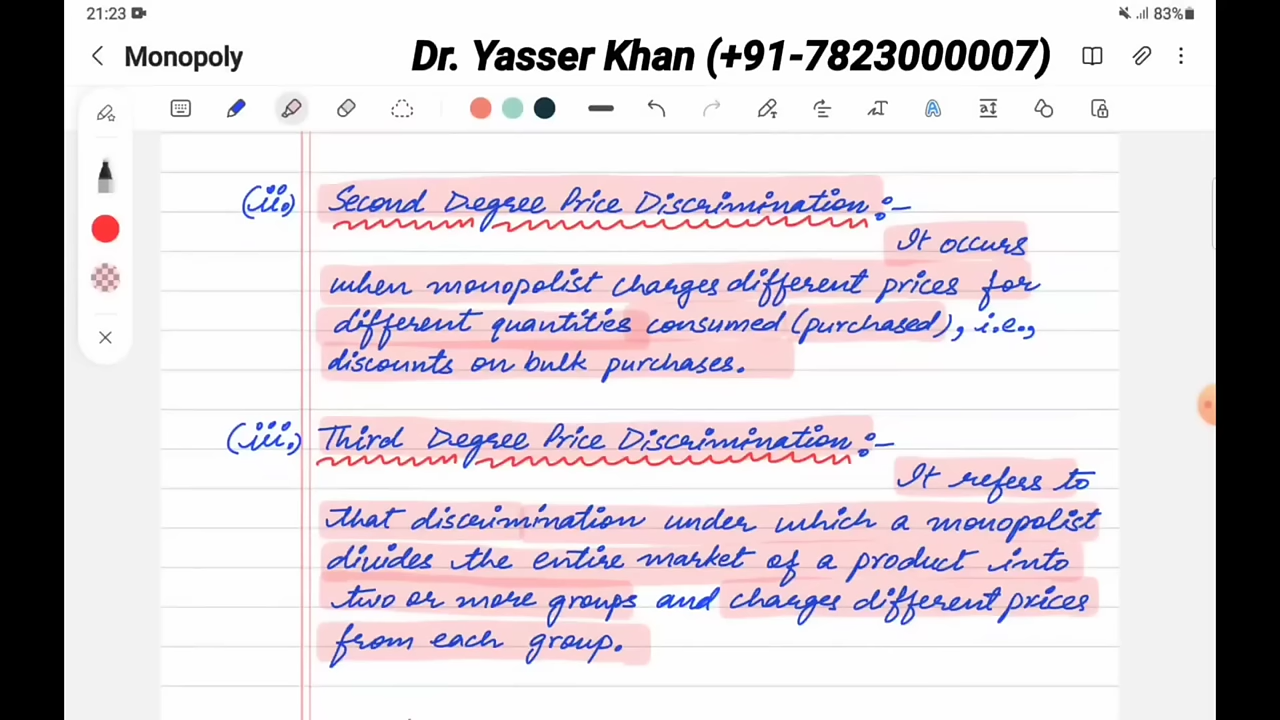 21:23
83%
Monopoly
Dr. Yasser Khan (+91-7823000007)
(ii.) Second Degree Price Discrimination :-
It occurs
when monopolist charges different prices for
different quantities consumed (purchased), i.e.,
discounts on bulk purchases.
(iii.) Third Degree Price Discrimination :-
It refers to
that discrimination under which a monopolist
divides the entire market of a product into
two or more groups and charges different prices
from each group.